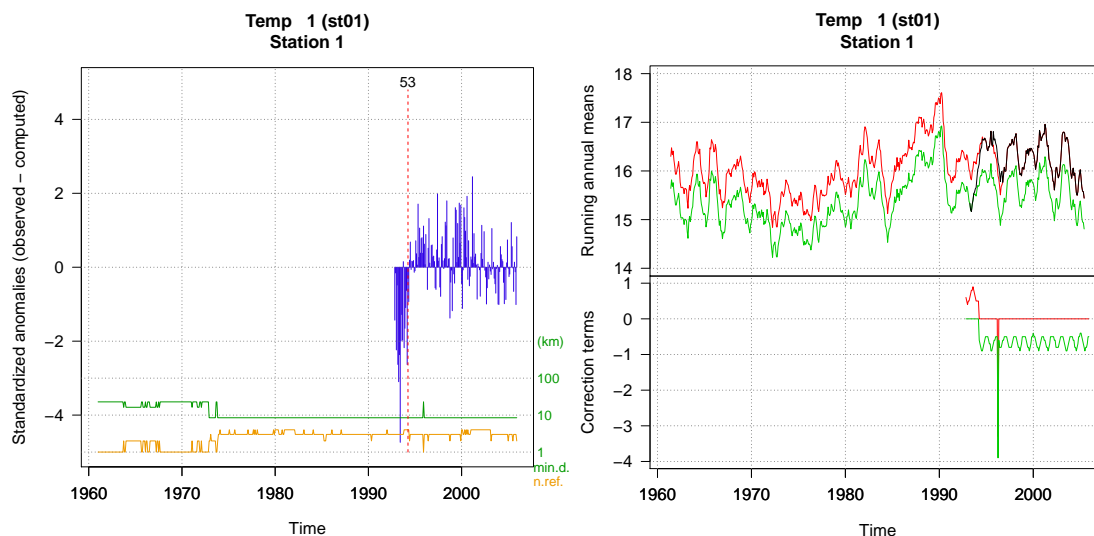 Temp 1 (st01)
Station 1
53
Standardized anomalies (observed − computed)
4
2
0
−2
−4
(km)
100
10
1
min.d.
n.ref.
1960 1970 1980 1990 2000
Time
Temp 1 (st01)
Station 1
Running annual means
18
17
16
15
14
Correction terms
1
0
−1
−2
−3
−4
1960 1970 1980 1990 2000
Time